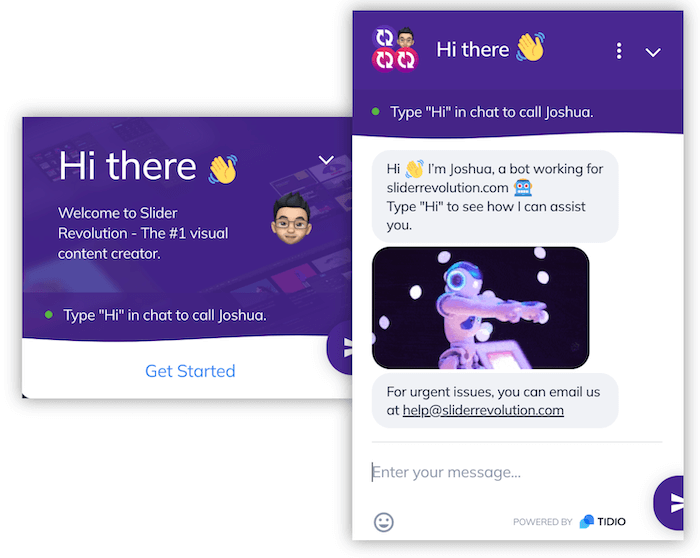 Hi there 👋
Welcome to Slider
Revolution - The #1 visual
content creator.
Type "Hi" in chat to call Joshua.
Get Started
Hi there 👋
Type "Hi" in chat to call Joshua.
Hi 👋 I'm Joshua, a bot working for
sliderrevolution.com 🤖
Type "Hi" to see how I can assist
you.
For urgent issues, you can email us
at help@sliderrevolution.com
Enter your message...
POWERED BY TIDIO